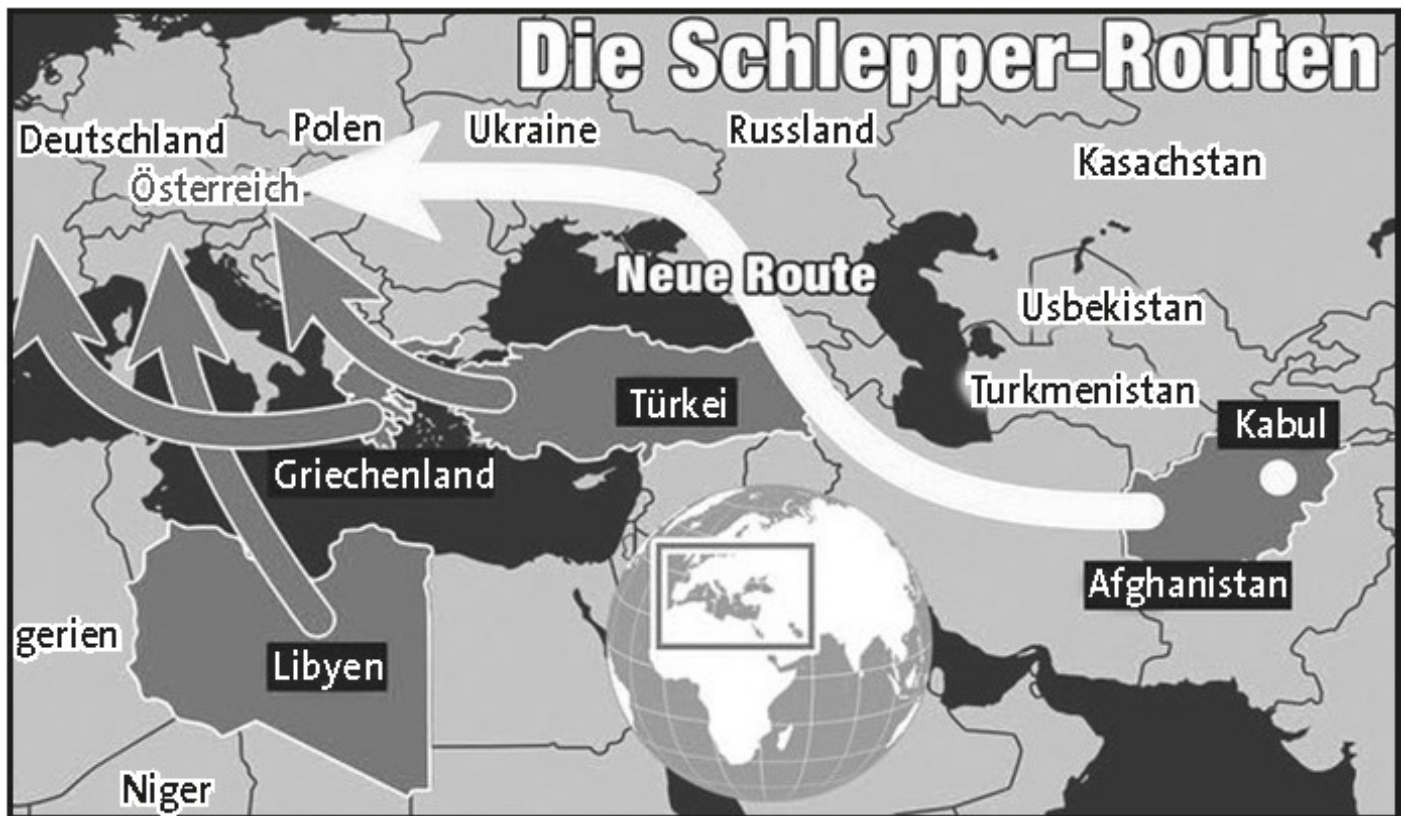 Die Schlepper-Routen
Deutschland
Polen
Ukraine
Russland
Kasachstan
Österreich
Neue Route
Usbekistan
Turkmenistan
Türkei
Kabul
Griechenland
Afghanistan
gerien
Libyen
Niger